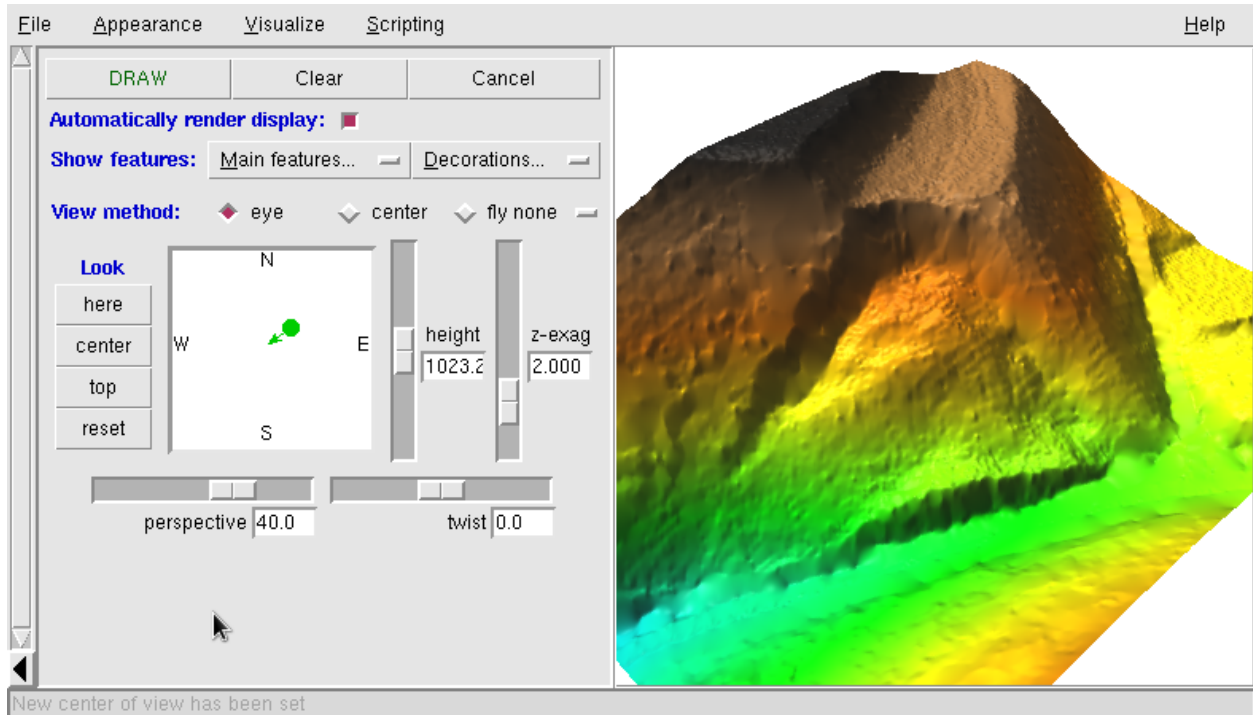 File Appearance Visualize Scripting Help
DRAW Clear Cancel
Automatically render display:
Show features: Main features... Decorations...
View method: eye center fly none
Look
here
center
top
reset
N
W E
S
height
1023.2
z-exag
2.000
perspective 40.0
twist 0.0
New center of view has been set